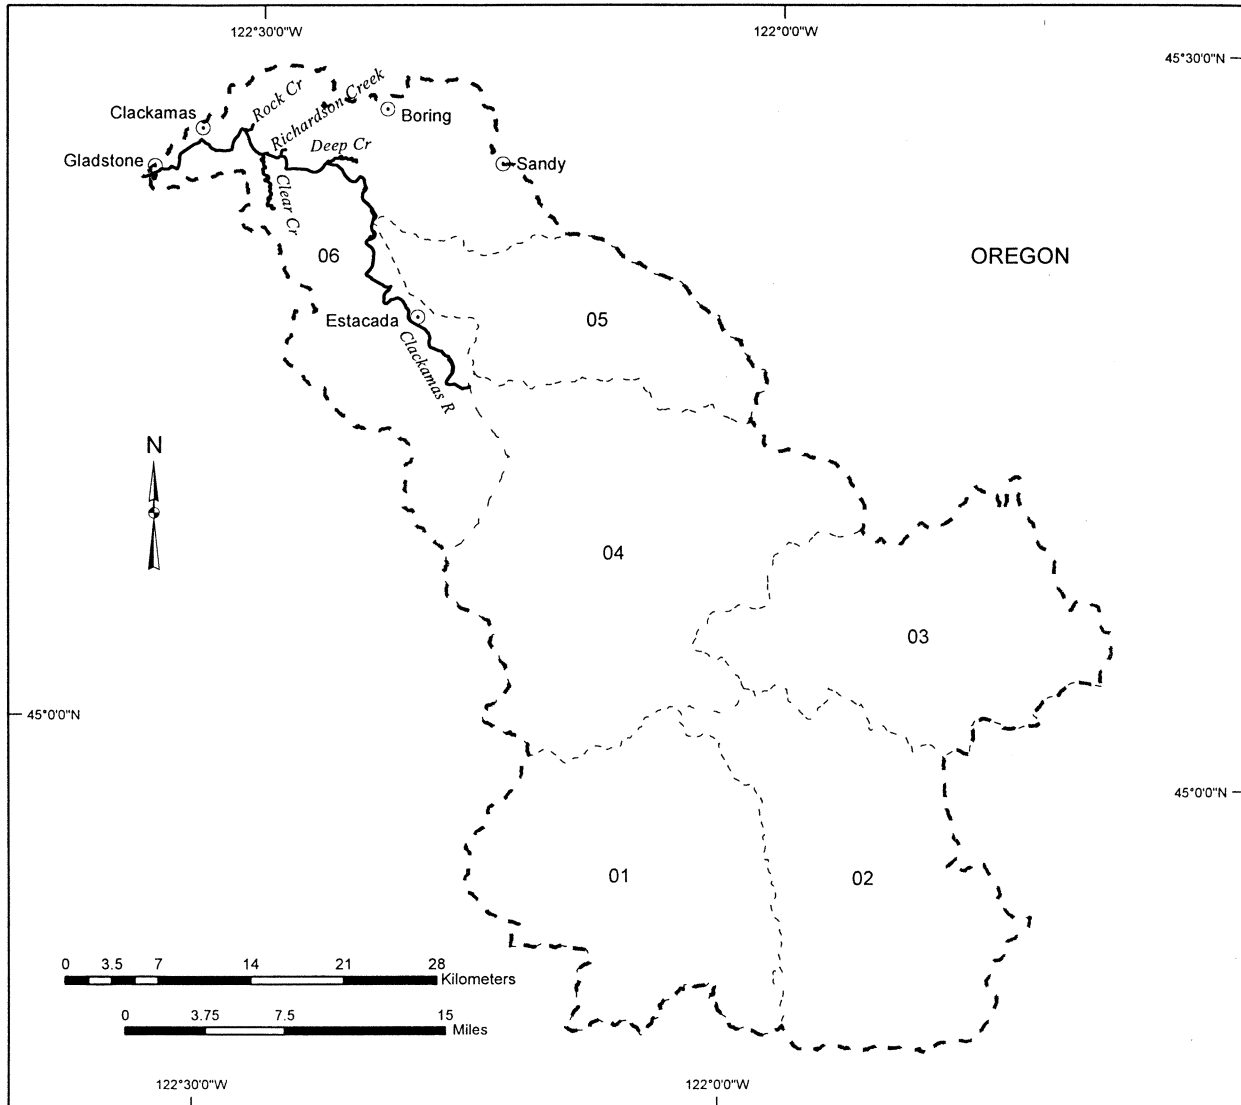 122°30'0"W
122°0'0"W
45°30'0"N
Clackamas
Rock Cr
Richardson Creek
Boring
Gladstone
Deep Cr
Sandy
Clear Cr
06
OREGON
Estacada
05
Clackamas R
N
04
03
45°0'0"N
45°0'0"N
01
02
0 3.5 7 14 21 28
Kilometers
0 3.75 7.5 15
Miles
122°30'0"W
122°0'0"W